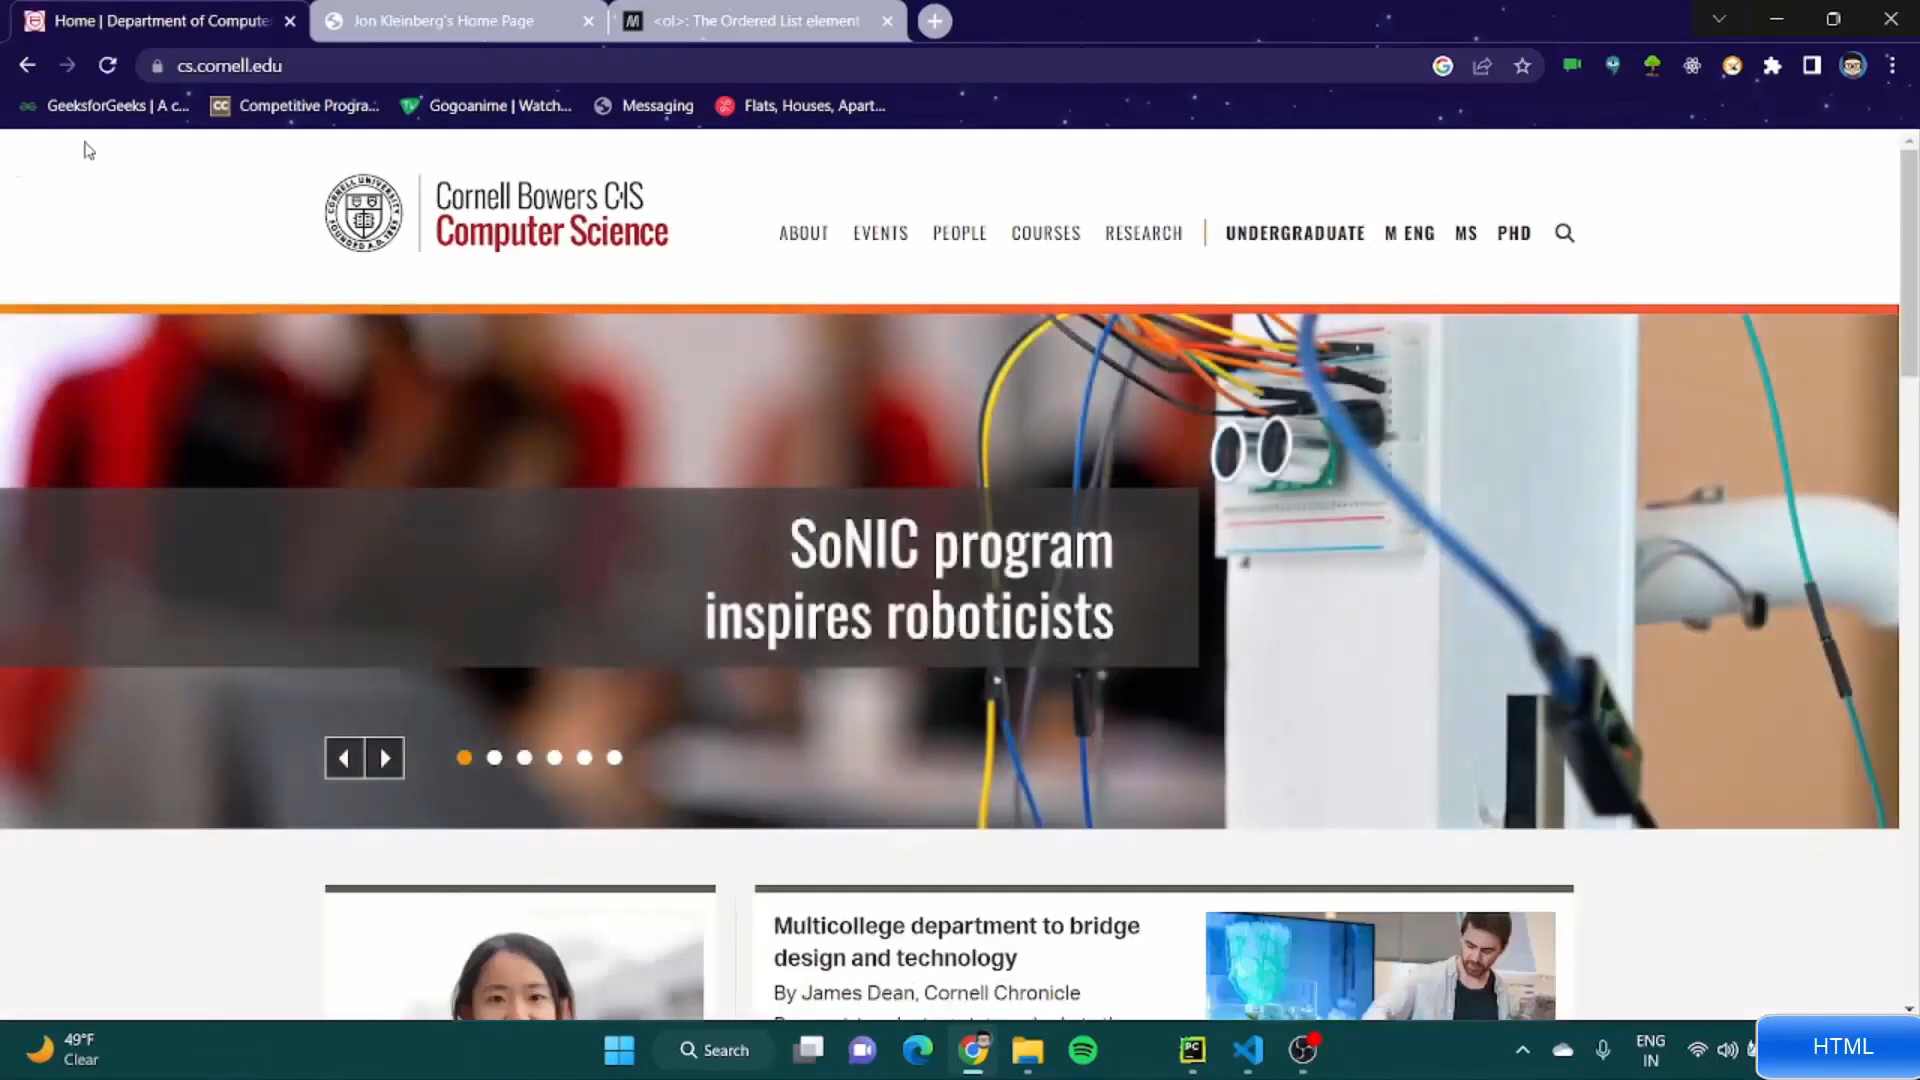 Home | Department of Compute
Jon Kleinberg's Home Page
<ol>: The Ordered List element
cs.cornell.edu
GeeksforGeeks | A c...
CC
Competitive Progra...
Gogoanime | Watch...
Messaging
Flats, Houses, Apart...
Cornell Bowers C·IS
Computer Science
ABOUT
EVENTS
PEOPLE
COURSES
RESEARCH
UNDERGRADUATE
M ENG
MS
PHD
SoNIC program
inspires roboticists
Multicollege department to bridge
design and technology
By James Dean, Cornell Chronicle
49°F
Clear
Search
PC
ENG
IN
HTML